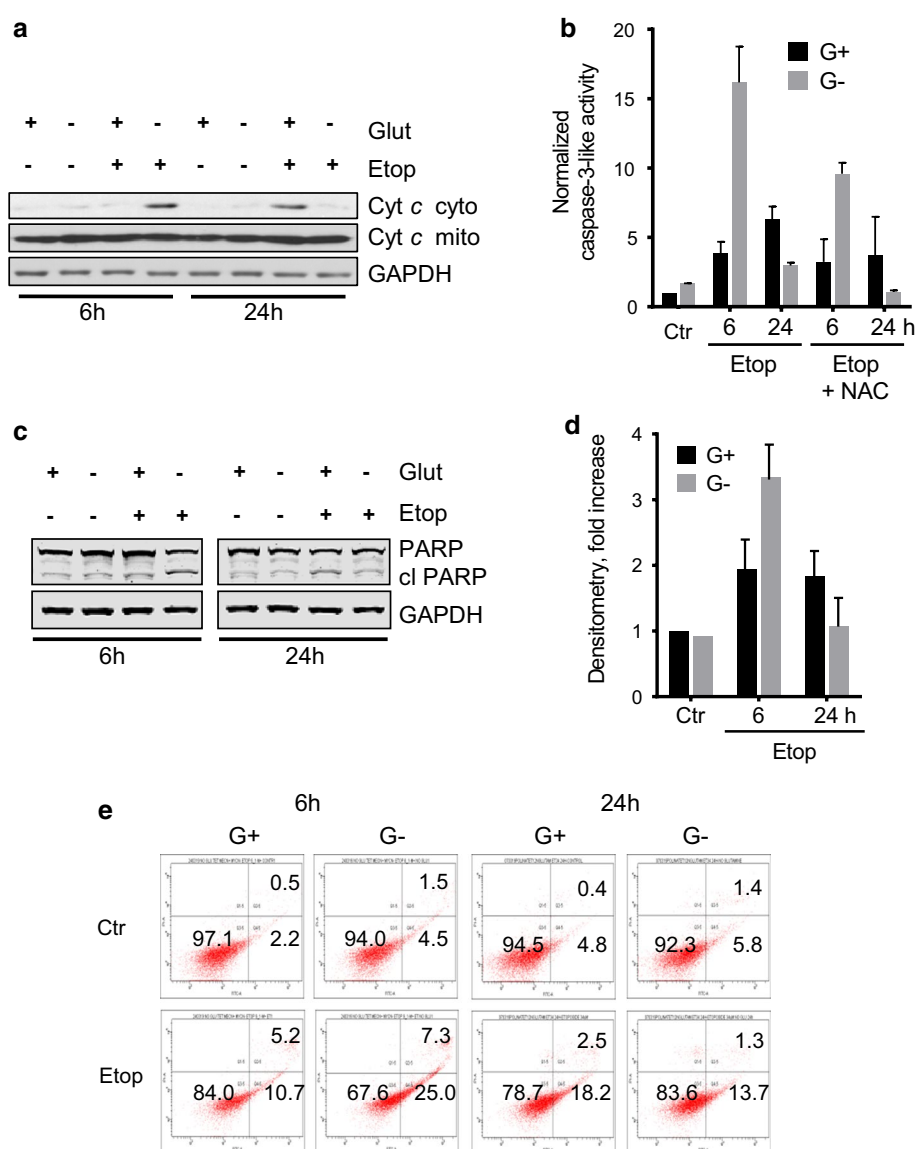 a
+ - + - + - + - Glut
- - + + - - + + Etop
Cyt c cyto
Cyt c mito
GAPDH
6h 24h
b
Normalized
caspase-3-like activity
20
15
10
5
0
G+
G-
Ctr 6 24 6 24 h
Etop Etop
+ NAC
c
+ - + - + - + - Glut
- - + + - - + + Etop
PARP
cl PARP
GAPDH
6h 24h
d
Densitometry, fold increase
4
3
2
1
0
G+
G-
Ctr 6 24 h
Etop
e
6h 24h
G+ G- G+ G-
Ctr
0.5 1.5 0.4 1.4
97.1 2.2 94.0 4.5 94.5 4.8 92.3 5.8
Etop
5.2 7.3 2.5 1.3
84.0 10.7 67.6 25.0 78.7 18.2 83.6 13.7